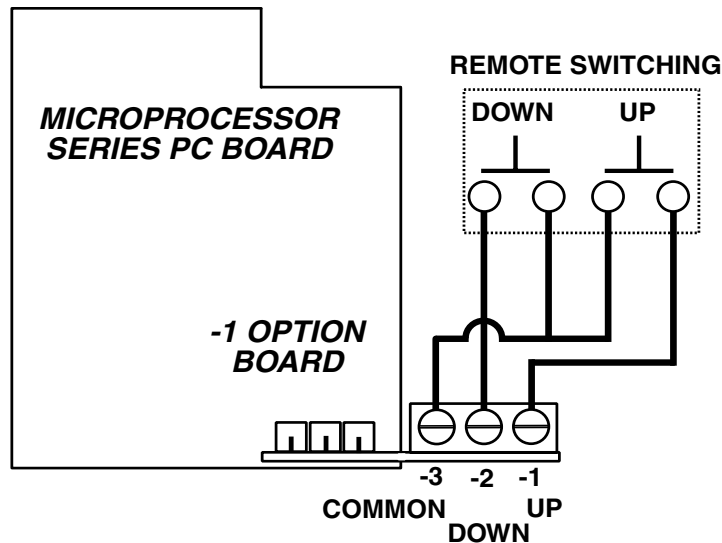 REMOTE SWITCHING
DOWN UP
MICROPROCESSOR
SERIES PC BOARD
-1 OPTION
BOARD
-3 -2 -1
COMMON UP
DOWN